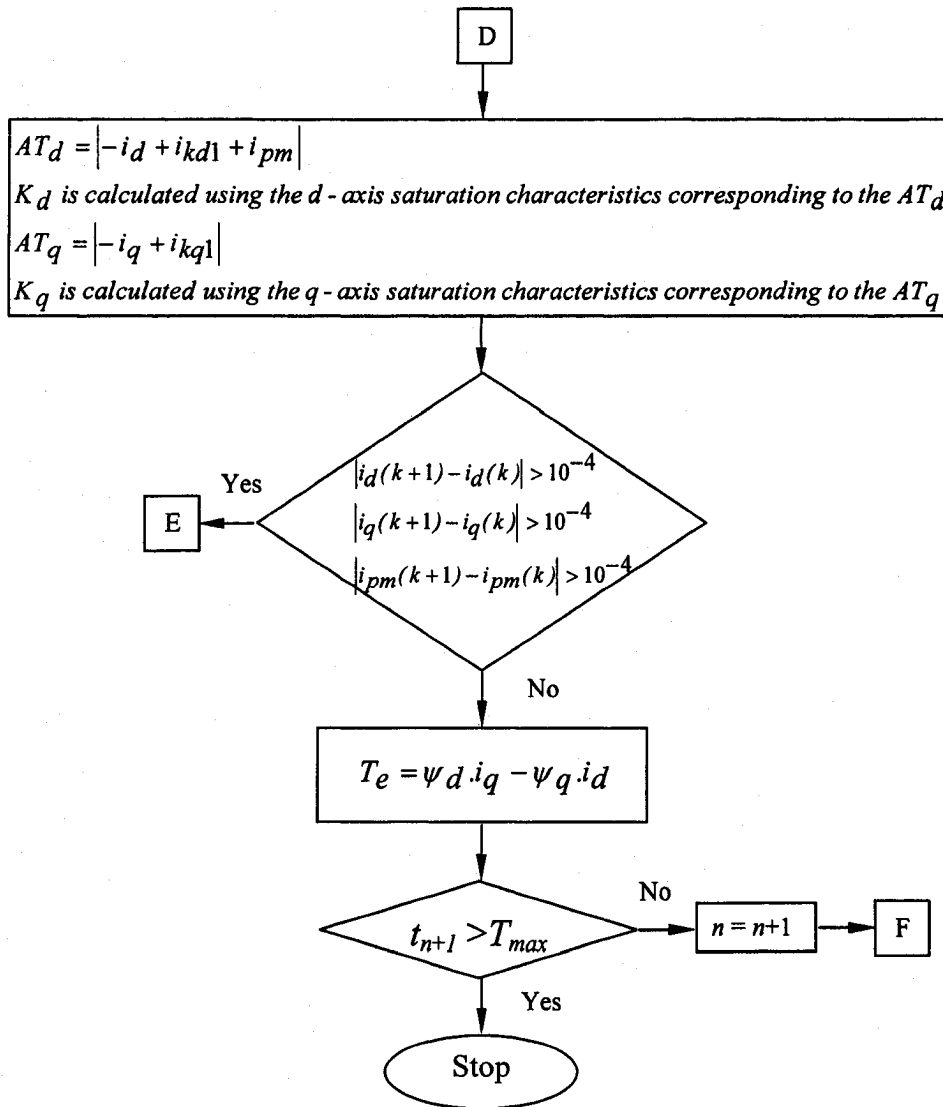 D
AT_d = |-i_d + i_kd1 + i_pm|
K_d is calculated using the d - axis saturation characteristics corresponding to the AT_d
AT_q = |-i_q + i_kq1|
K_q is calculated using the q - axis saturation characteristics corresponding to the AT_q
|i_d(k+1) - i_d(k)| > 10^-4
Yes
E
|i_q(k+1) - i_q(k)| > 10^-4
|i_pm(k+1) - i_pm(k)| > 10^-4
No
T_e = ψ_d .i_q - ψ_q .i_d
No
t_n+1 > T_max
n = n+1
F
Yes
Stop